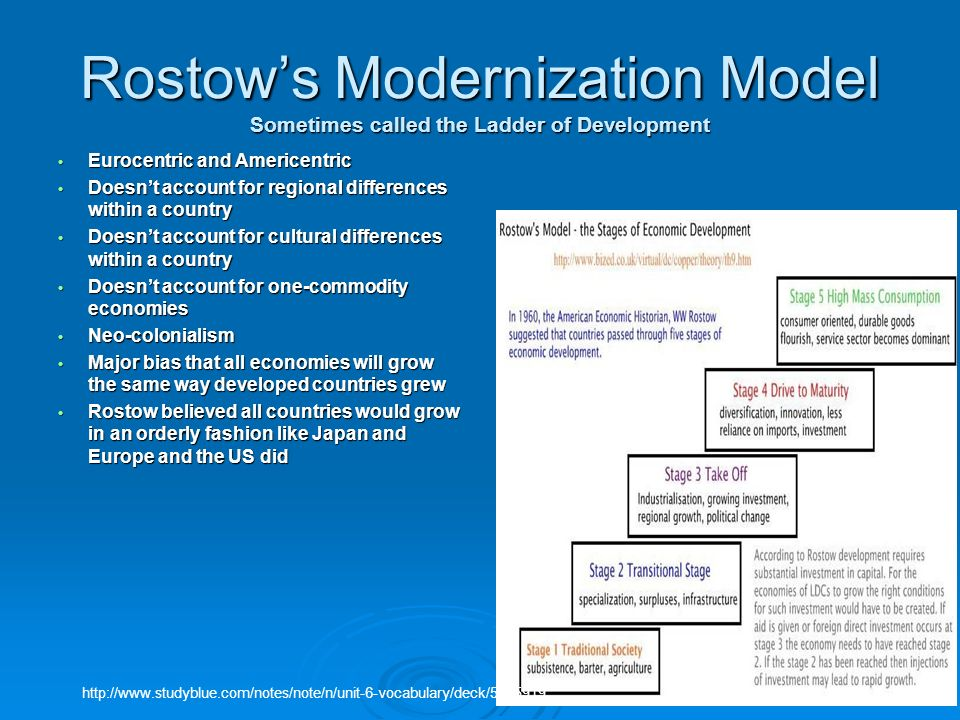 Rostow's Modernization Model
Sometimes called the Ladder of Development
Eurocentric and Americentric
Doesn't account for regional differences
within a country
Doesn't account for cultural differences
within a country
Doesn't account for one-commodity
economies
Neo-colonialism
Major bias that all economies will grow
the same way developed countries grew
Rostow believed all countries would grow
in an orderly fashion like Japan and
Europe and the US did
Rostow's Model - the Stages of Economic Development
http://www.bized.co.uk/virtual/dc/copper/theory/th9.htm
In 1960, the American Economic Historian, WW Rostow
suggested that countries passed through five stages of
economic development.
Stage 5 High Mass Consumption
consumer oriented, durable goods
flourish, service sector becomes dominant
Stage 4 Drive to Maturity
diversification, innovation, less
reliance on imports, investment
Stage 3 Take Off
Industrialisation, growing investment,
regional growth, political change
Stage 2 Transitional Stage
specialization, surpluses, infrastructure
Stage 1 Traditional Society
subsistence, barter, agriculture
According to Rostow development requires
substantial investment in capital. For the
economies of LDCs to grow the right conditions
for such investment would have to be created. If
aid is given or foreign direct investment occurs at
stage 3 the economy needs to have reached stage
2. If the stage 2 has been reached then injections
of investment may lead to rapid growth.
http://www.studyblue.com/notes/note/n/unit-6-vocabulary/deck/